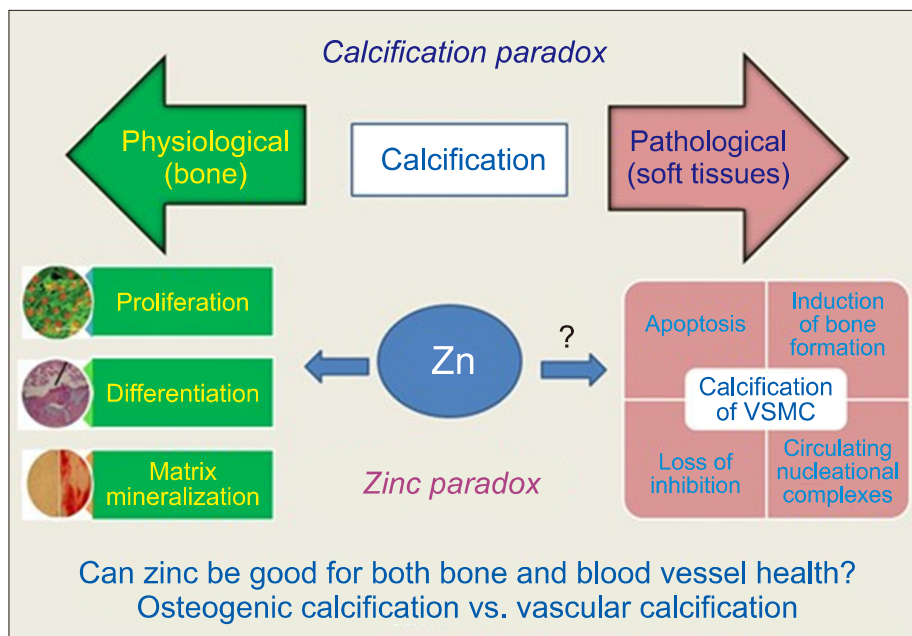 Calcification paradox
Physiological
(bone)
Calcification
Pathological
(soft tissues)
Proliferation
Differentiation
Matrix
mineralization
Zn
?
Zinc paradox
Apoptosis
Induction
of bone
formation
Calcification
of VSMC
Loss of
inhibition
Circulating
nucleational
complexes
Can zinc be good for both bone and blood vessel health?
Osteogenic calcification vs. vascular calcification